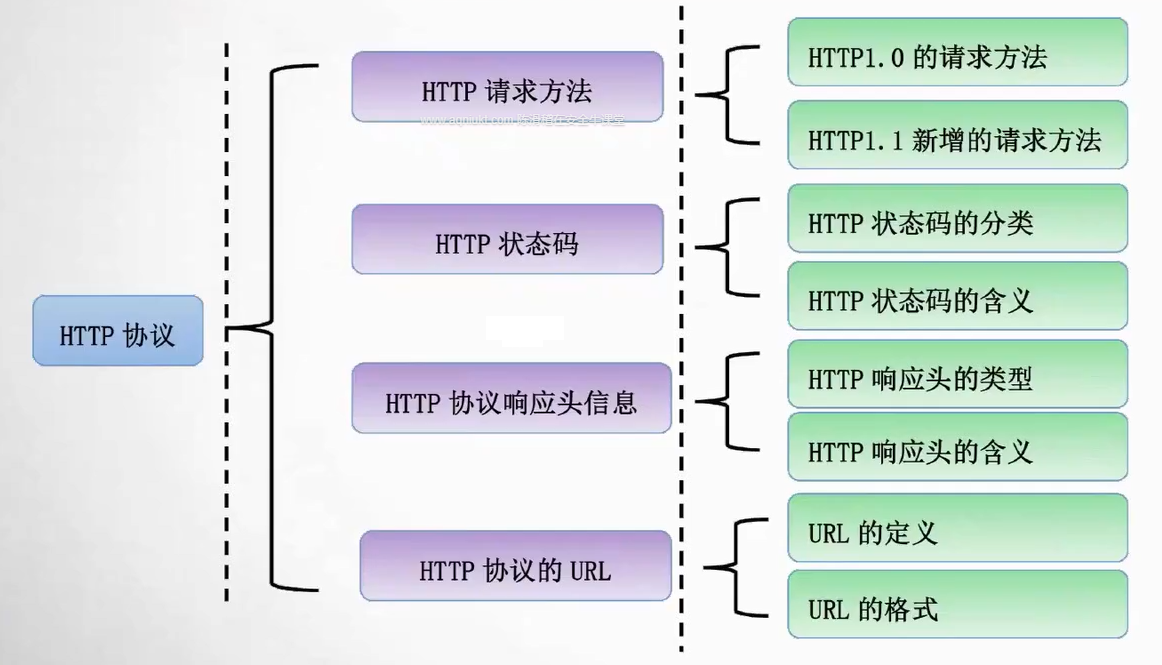 HTTP 协议
HTTP 请求方法
HTTP1.0 的请求方法
HTTP1.1 新增的请求方法
HTTP 状态码
HTTP 状态码的分类
HTTP 状态码的含义
HTTP 协议响应头信息
HTTP 响应头的类型
HTTP 响应头的含义
HTTP 协议的 URL
URL 的定义
URL 的格式